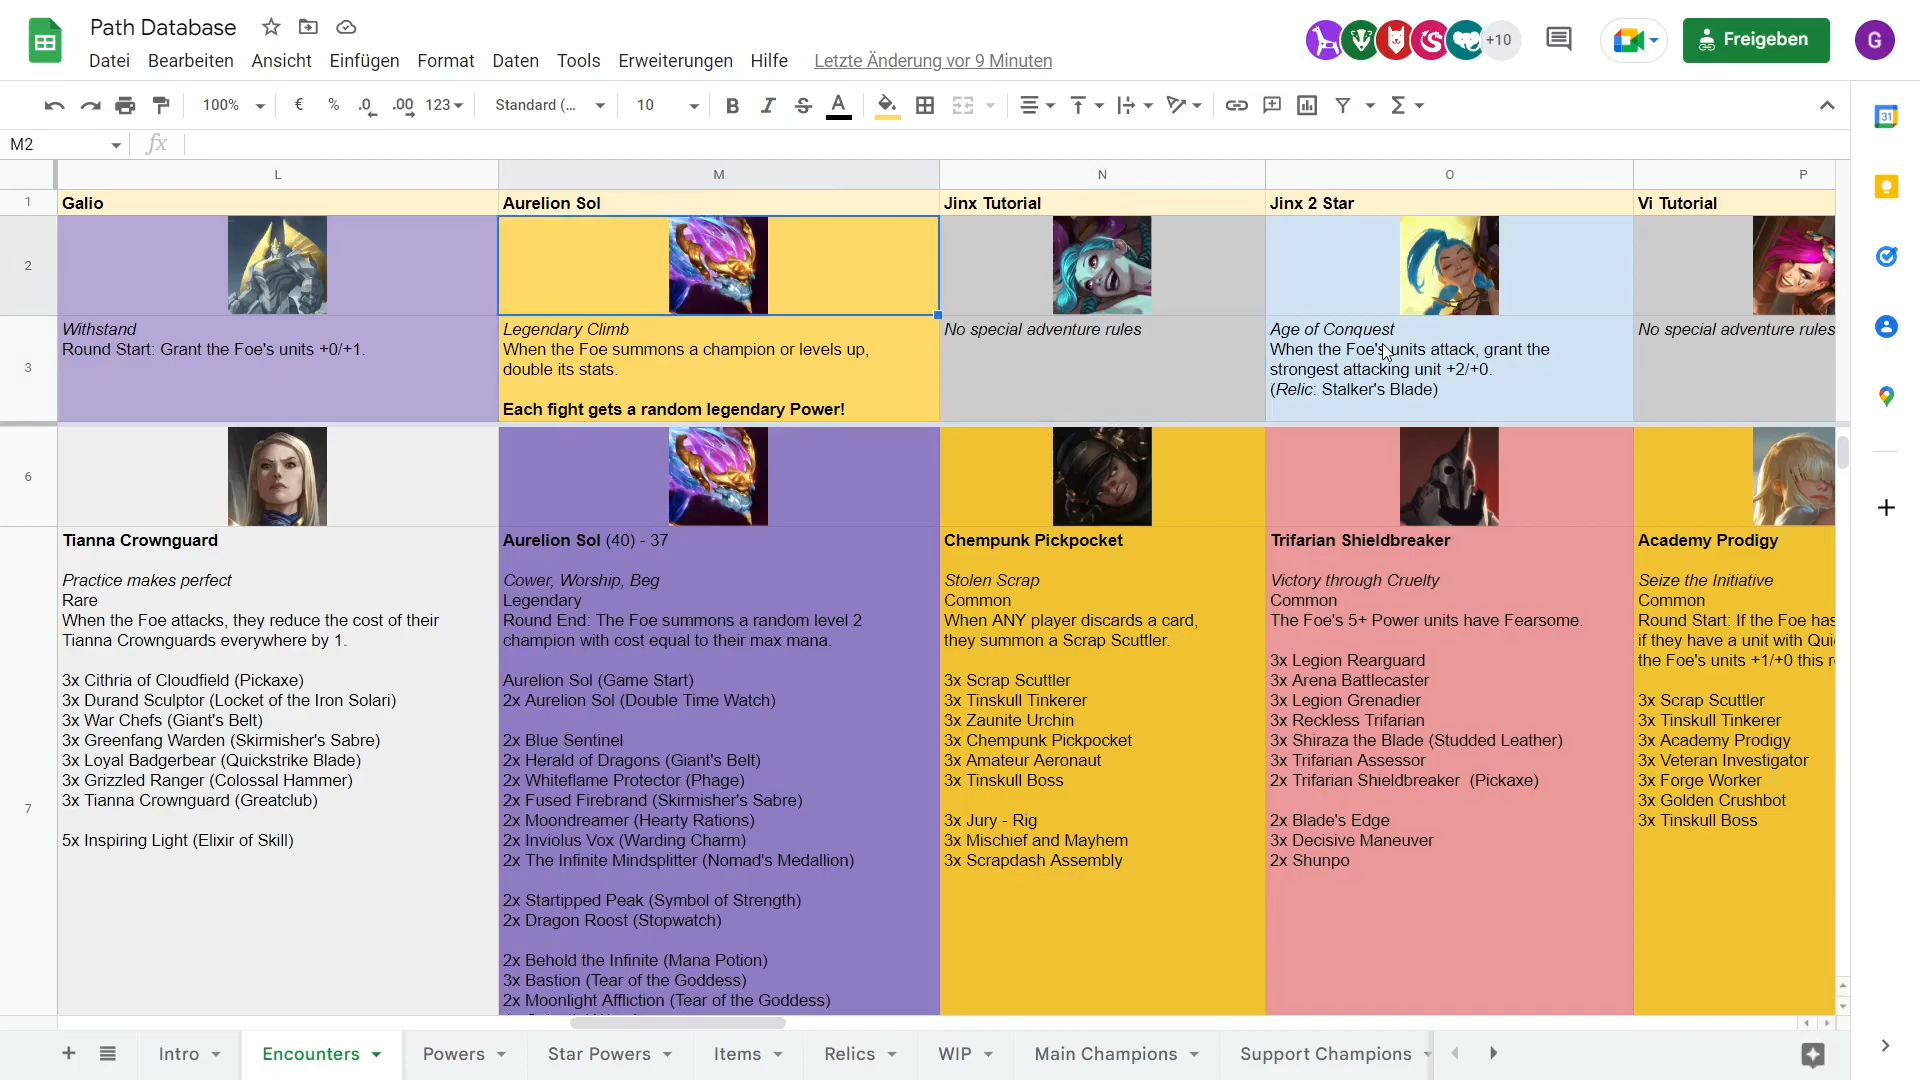 Path Database
Datei Bearbeiten Ansicht Einfügen Format Daten Tools Erweiterungen Hilfe Letzte Änderung vor 9 Minuten
+10
Freigeben
G
100% € % .0 .00 123 Standard (... 10 B I S A Σ
M2 fx
31
L M N O P
1 Galio Aurelion Sol Jinx Tutorial Jinx 2 Star Vi Tutorial
2
3
Withstand
Round Start: Grant the Foe's units +0/+1.
Legendary Climb
When the Foe summons a champion or levels up,
double its stats.
Each fight gets a random legendary Power!
No special adventure rules
Age of Conquest
When the Foe's units attack, grant the
strongest attacking unit +2/+0.
(Relic: Stalker's Blade)
No special adventure rules
6
7
Tianna Crownguard
Practice makes perfect
Rare
When the Foe attacks, they reduce the cost of their
Tianna Crownguards everywhere by 1.
3x Cithria of Cloudfield (Pickaxe)
3x Durand Sculptor (Locket of the Iron Solari)
3x War Chefs (Giant's Belt)
3x Greenfang Warden (Skirmisher's Sabre)
3x Loyal Badgerbear (Quickstrike Blade)
3x Grizzled Ranger (Colossal Hammer)
3x Tianna Crownguard (Greatclub)
5x Inspiring Light (Elixir of Skill)
Aurelion Sol (40) - 37
Cower, Worship, Beg
Legendary
Round End: The Foe summons a random level 2
champion with cost equal to their max mana.
Aurelion Sol (Game Start)
2x Aurelion Sol (Double Time Watch)
2x Blue Sentinel
2x Herald of Dragons (Giant's Belt)
2x Whiteflame Protector (Phage)
2x Fused Firebrand (Skirmisher's Sabre)
2x Moondreamer (Hearty Rations)
2x Inviolus Vox (Warding Charm)
2x The Infinite Mindsplitter (Nomad's Medallion)
2x Startipped Peak (Symbol of Strength)
2x Dragon Roost (Stopwatch)
2x Behold the Infinite (Mana Potion)
3x Bastion (Tear of the Goddess)
2x Moonlight Affliction (Tear of the Goddess)
Chempunk Pickpocket
Stolen Scrap
Common
When ANY player discards a card,
they summon a Scrap Scuttler.
3x Scrap Scuttler
3x Tinskull Tinkerer
3x Zaunite Urchin
3x Chempunk Pickpocket
3x Amateur Aeronaut
3x Tinskull Boss
3x Jury - Rig
3x Mischief and Mayhem
3x Scrapdash Assembly
Trifarian Shieldbreaker
Victory through Cruelty
Common
The Foe's 5+ Power units have Fearsome.
3x Legion Rearguard
3x Arena Battlecaster
3x Legion Grenadier
3x Reckless Trifarian
3x Shiraza the Blade (Studded Leather)
3x Trifarian Assessor
2x Trifarian Shieldbreaker (Pickaxe)
2x Blade's Edge
3x Decisive Maneuver
2x Shunpo
Academy Prodigy
Seize the Initiative
Common
Round Start: If the Foe has
if they have a unit with Qui
the Foe's units +1/+0 this r
3x Scrap Scuttler
3x Tinskull Tinkerer
3x Academy Prodigy
3x Veteran Investigator
3x Forge Worker
3x Golden Crushbot
3x Tinskull Boss
Intro Encounters Powers Star Powers Items Relics WIP Main Champions Support Champions